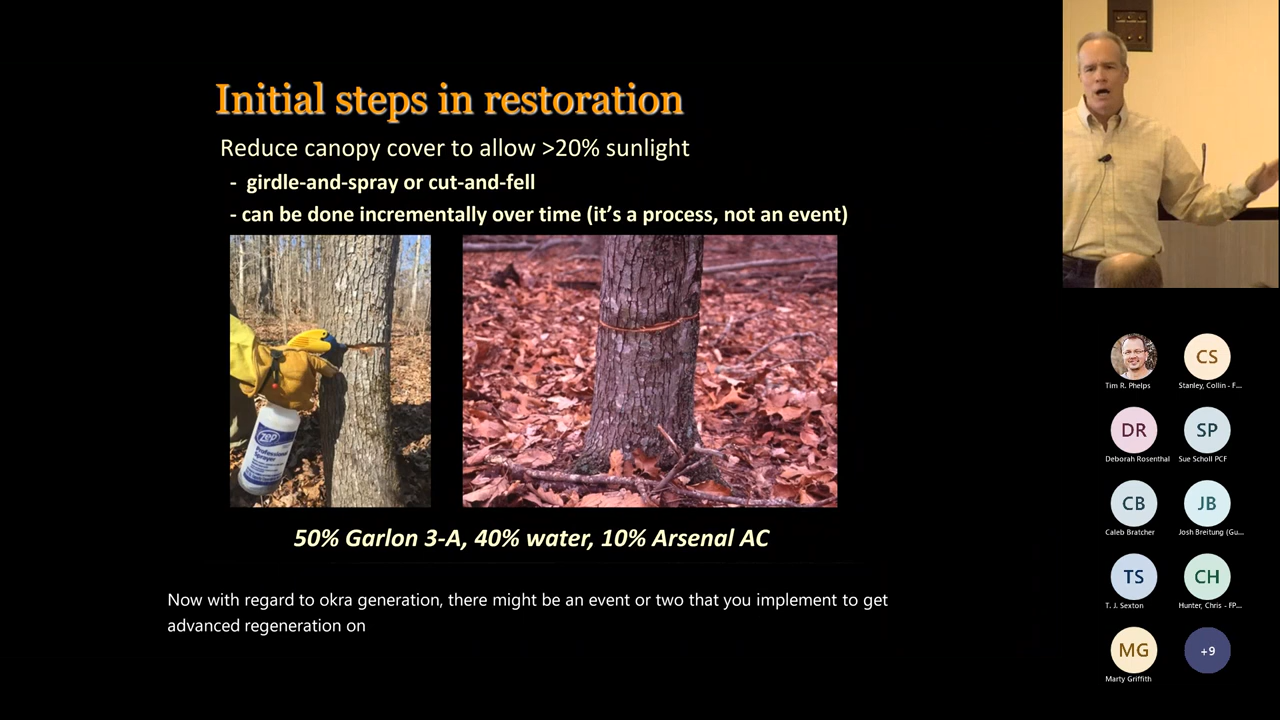 Initial steps in restoration
Reduce canopy cover to allow >20% sunlight
- girdle-and-spray or cut-and-fell
- can be done incrementally over time (it’s a process, not an event)
zep
Professional
Sprayer
50% Garlon 3-A, 40% water, 10% Arsenal AC
Now with regard to okra generation, there might be an event or two that you implement to get
advanced regeneration on
Tim R. Phelps
CS
Stanley, Collin - F...
DR
Deborah Rosenthal
SP
Sue Scholl PCF
CB
Caleb Bratcher
JB
Josh Breitung (Gu...
TS
T. J. Sexton
CH
Hunter, Chris - FP...
MG
Marty Griffith
+9